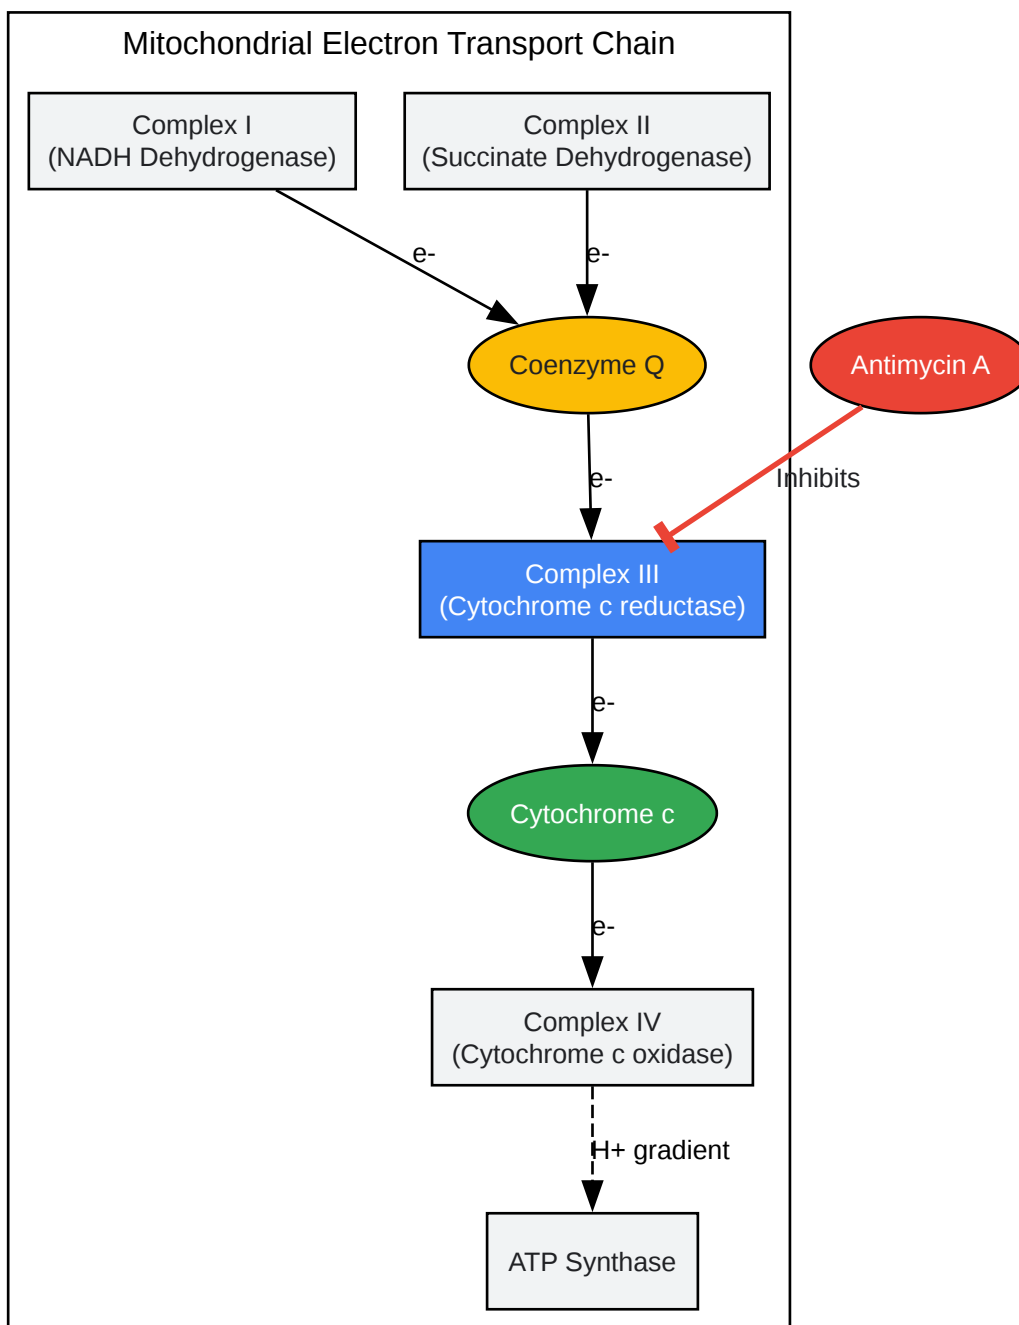 Mitochondrial Electron Transport Chain
Complex I
(NADH Dehydrogenase)
Complex II
(Succinate Dehydrogenase)
e-
e-
Coenzyme Q
Antimycin A
e-
Inhibits
Complex III
(Cytochrome c reductase)
e-
Cytochrome c
e-
Complex IV
(Cytochrome c oxidase)
H+ gradient
ATP Synthase